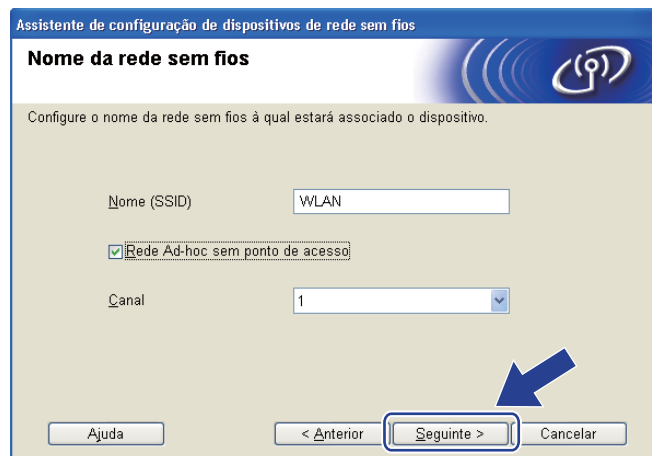 Assistente de configuração de dispositivos de rede sem fios
Nome da rede sem fios
Configure o nome da rede sem fios à qual estará associado o dispositivo.
Nome (SSID) WLAN
Rede Ad-hoc sem ponto de acesso
Canal 1
Ajuda < Anterior Seguinte > Cancelar